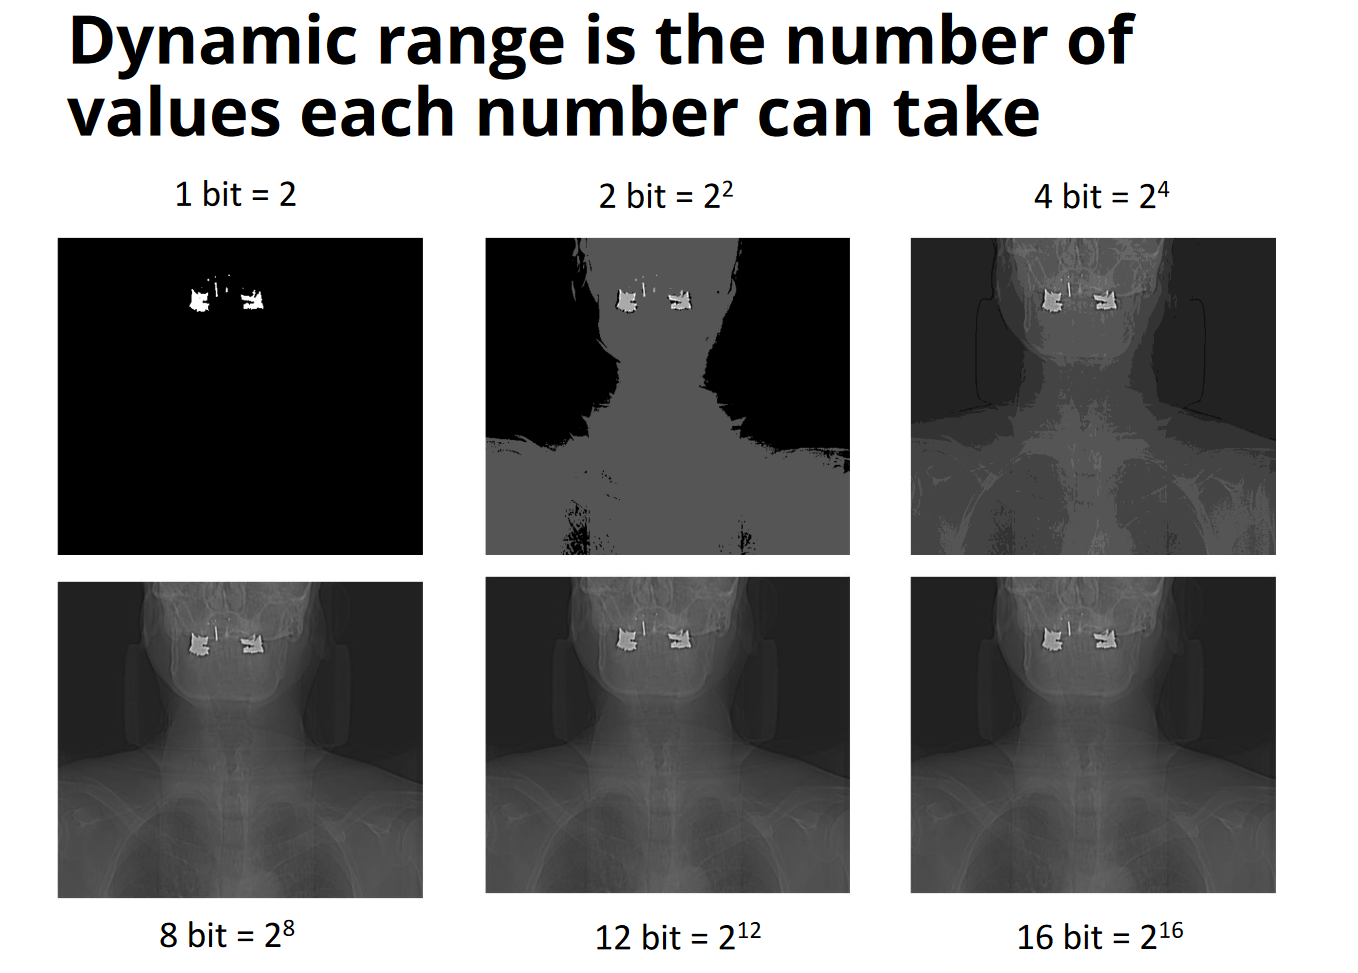 Dynamic range is the number of
values each number can take
1 bit = 2
2 bit = 2²
4 bit = 2⁴
8 bit = 2⁸
12 bit = 2¹²
16 bit = 2¹⁶